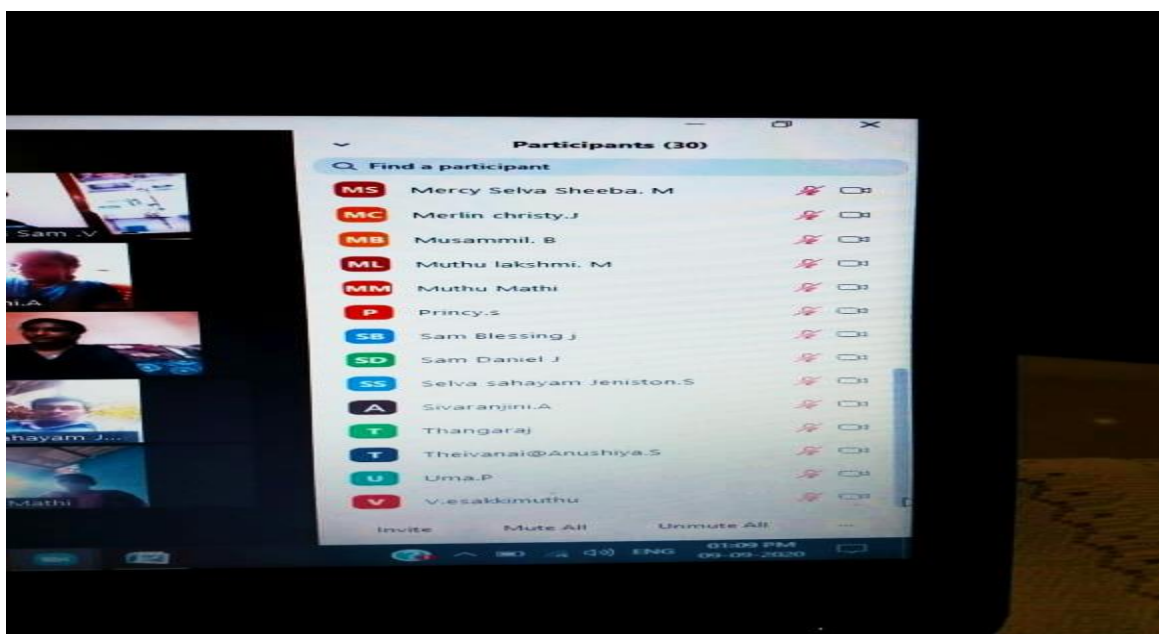 Participants (30)
Find a participant
MS Mercy Selva Sheeba. M
MC Merlin christy.J
MB Musammil. B
ML Muthu lakshmi. M
MM Muthu Mathi
P Princy.s
SB Sam Blessing j
SD Sam Daniel J
SS Selva sahayam Jeniston.S
A Sivaranjini.A
T Thangaraj
T Theivanai@Anushiya.S
U Uma.P
V V.esakkimuthu
Invite Mute All Unmute All ...
Sam .V
ni.A
ahayam J...
Mathi
ENG 01:09 PM
09-09-2020